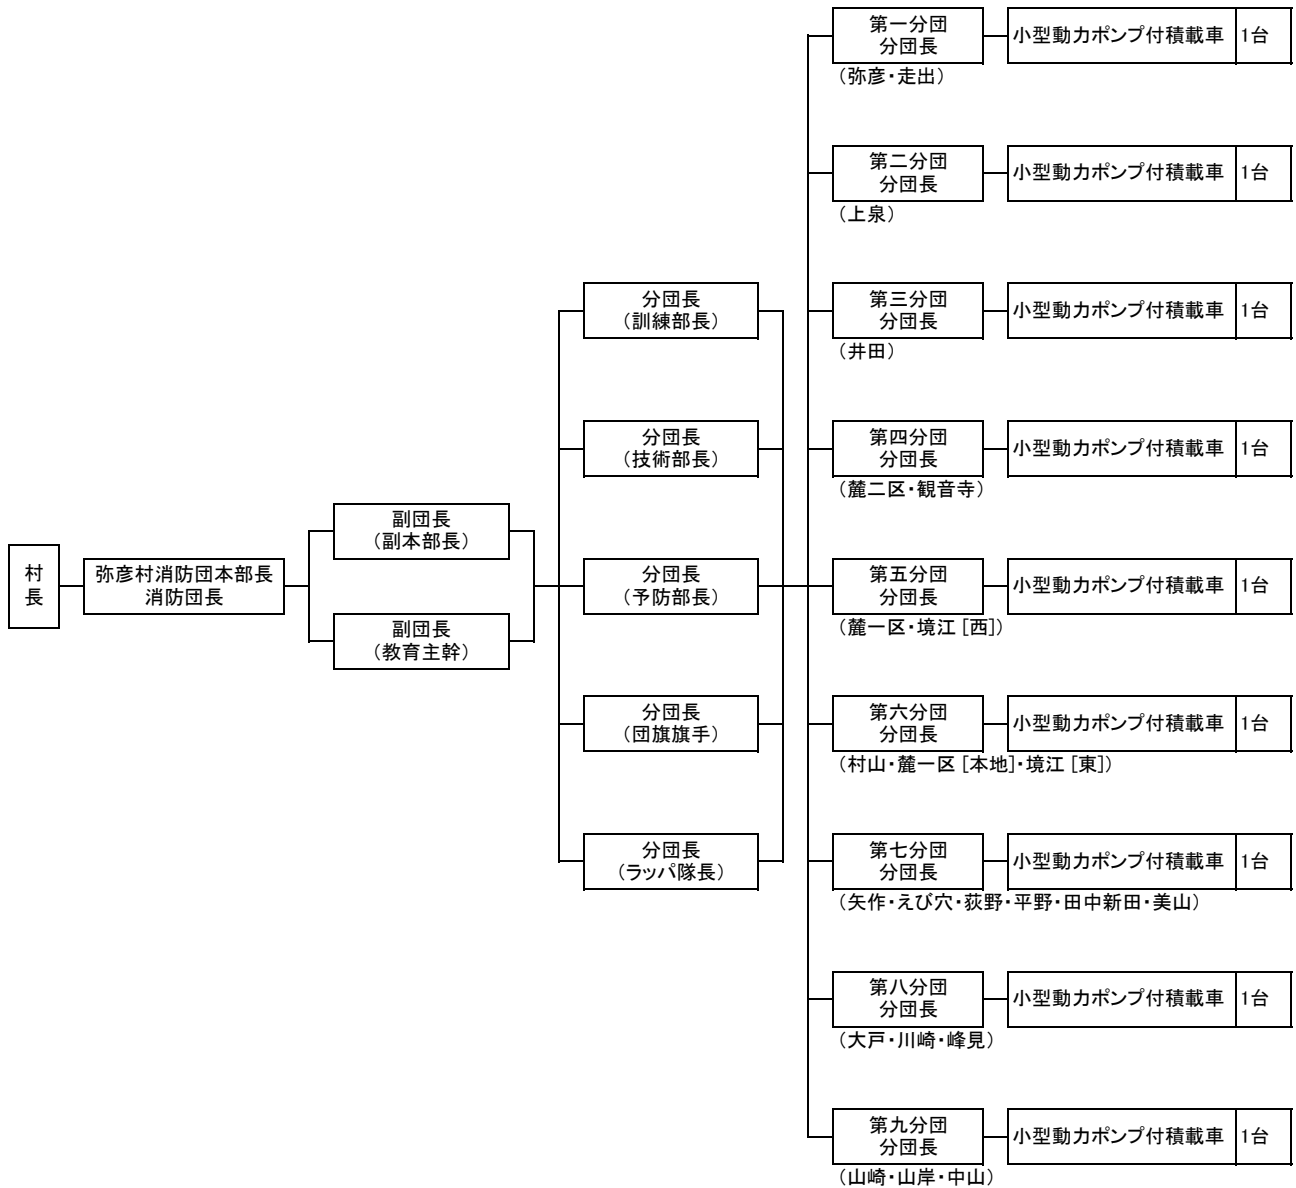 村
長
弥彦村消防団本部長
消防団長
副団長
（副本部長）
副団長
（教育主幹）
分団長
（訓練部長）
分団長
（技術部長）
分団長
（予防部長）
分団長
（団旗旗手）
分団長
（ラッパ隊長）
第一分団
分団長
小型動力ポンプ付積載車 1台
（弥彦・走出）
第二分団
分団長
小型動力ポンプ付積載車 1台
（上泉）
第三分団
分団長
小型動力ポンプ付積載車 1台
（井田）
第四分団
分団長
小型動力ポンプ付積載車 1台
（麓二区・観音寺）
第五分団
分団長
小型動力ポンプ付積載車 1台
（麓一区・境江［西］）
第六分団
分団長
小型動力ポンプ付積載車 1台
（村山・麓一区［本地］・境江［東］）
第七分団
分団長
小型動力ポンプ付積載車 1台
（矢作・えび穴・荻野・平野・田中新田・美山）
第八分団
分団長
小型動力ポンプ付積載車 1台
（大戸・川崎・峰見）
第九分団
分団長
小型動力ポンプ付積載車 1台
（山崎・山岸・中山）